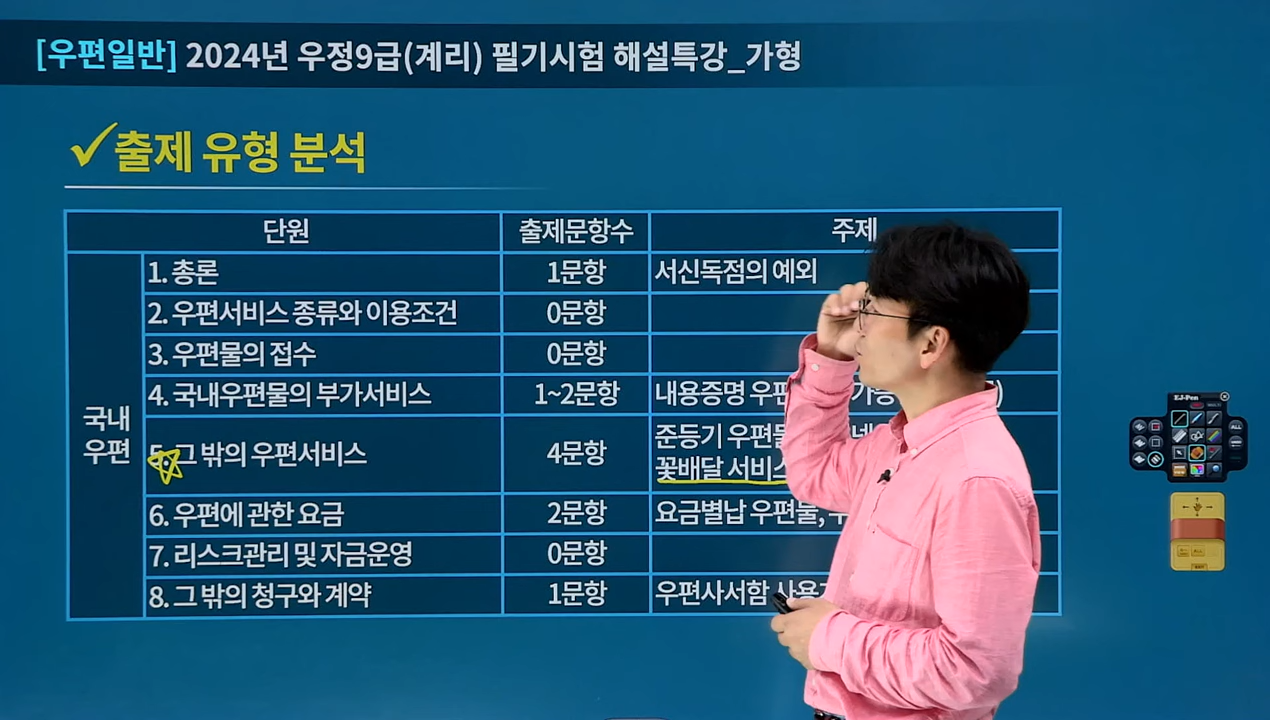 [우편일반] 2024년 우정9급(계리) 필기시험 해설특강_가형
출제 유형 분석
단원 출제문항수 주제
국내
우편
1. 총론 1문항 서신독점의 예외
2. 우편서비스 종류와 이용조건 0문항
3. 우편물의 접수 0문항
4. 국내우편물의 부가서비스 1~2문항 내용증명
5. 그 밖의 우편서비스 4문항 준등기
꽃배달 서비스
6. 우편에 관한 요금 2문항 요금별납 우편물,
7. 리스크관리 및 자금운영 0문항
8. 그 밖의 청구와 계약 1문항 우편사서함
EJ-Pen
ALL